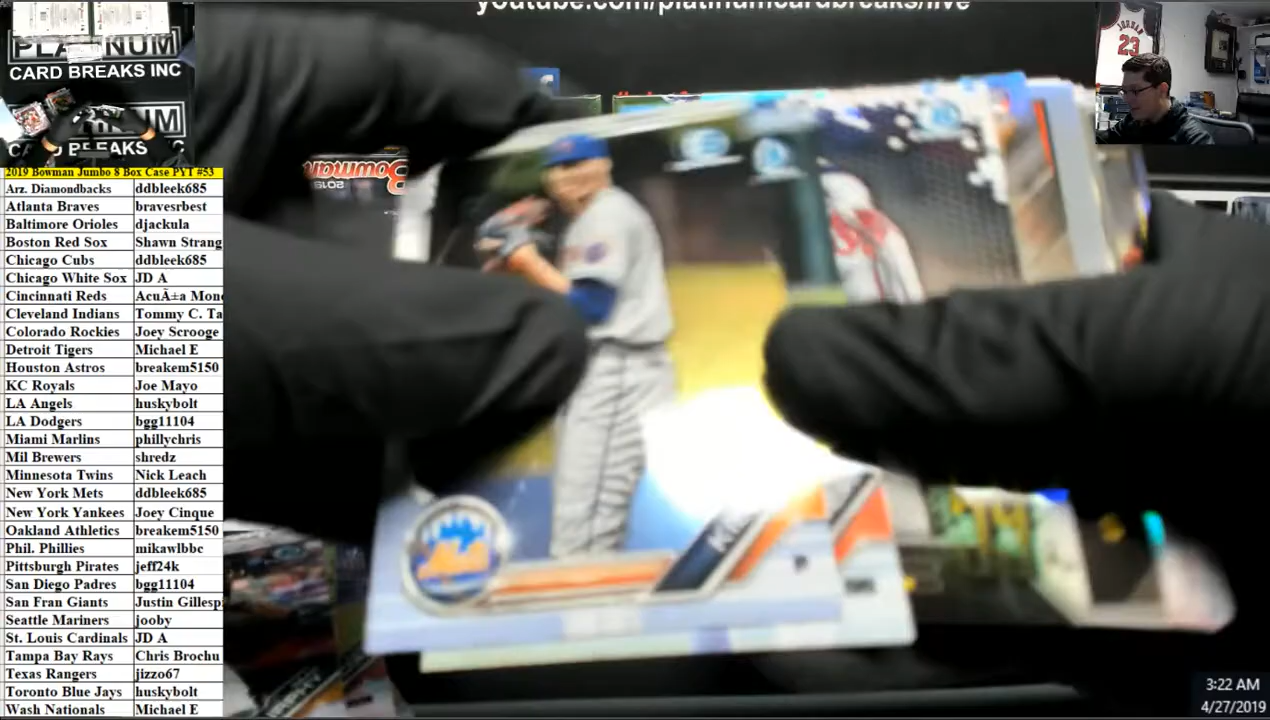 youtube.com/platinumcardbreaks/live
PLATINUM
CARD BREAKS INC
JORDAN
23
BREAKS INC
2019 Bowman Jumbo 8 Box Case PYT #53
Arz. Diamondbacks ddbleek685
Atlanta Braves bravesrbest
Baltimore Orioles djackula
Boston Red Sox Shawn Strang
Chicago Cubs ddbleek685
Chicago White Sox JD A
Cincinnati Reds AcuÃ±a Mon
Cleveland Indians Tommy C. Ta
Colorado Rockies Joey Scrooge
Detroit Tigers Michael E
Houston Astros breakem5150
KC Royals Joe Mayo
LA Angels huskybolt
LA Dodgers bgg11104
Miami Marlins phillychris
Mil Brewers shredz
Minnesota Twins Nick Leach
New York Mets ddbleek685
New York Yankees Joey Cinque
Oakland Athletics breakem5150
Phil. Phillies mikawlbbc
Pittsburgh Pirates jeff24k
San Diego Padres bgg11104
San Fran Giants Justin Gillesp
Seattle Mariners jooby
St. Louis Cardinals JD A
Tampa Bay Rays Chris Brochu
Texas Rangers jizzo67
Toronto Blue Jays huskybolt
Wash Nationals Michael E
Bowman
2019
Mets
P
3:22 AM
4/27/2019